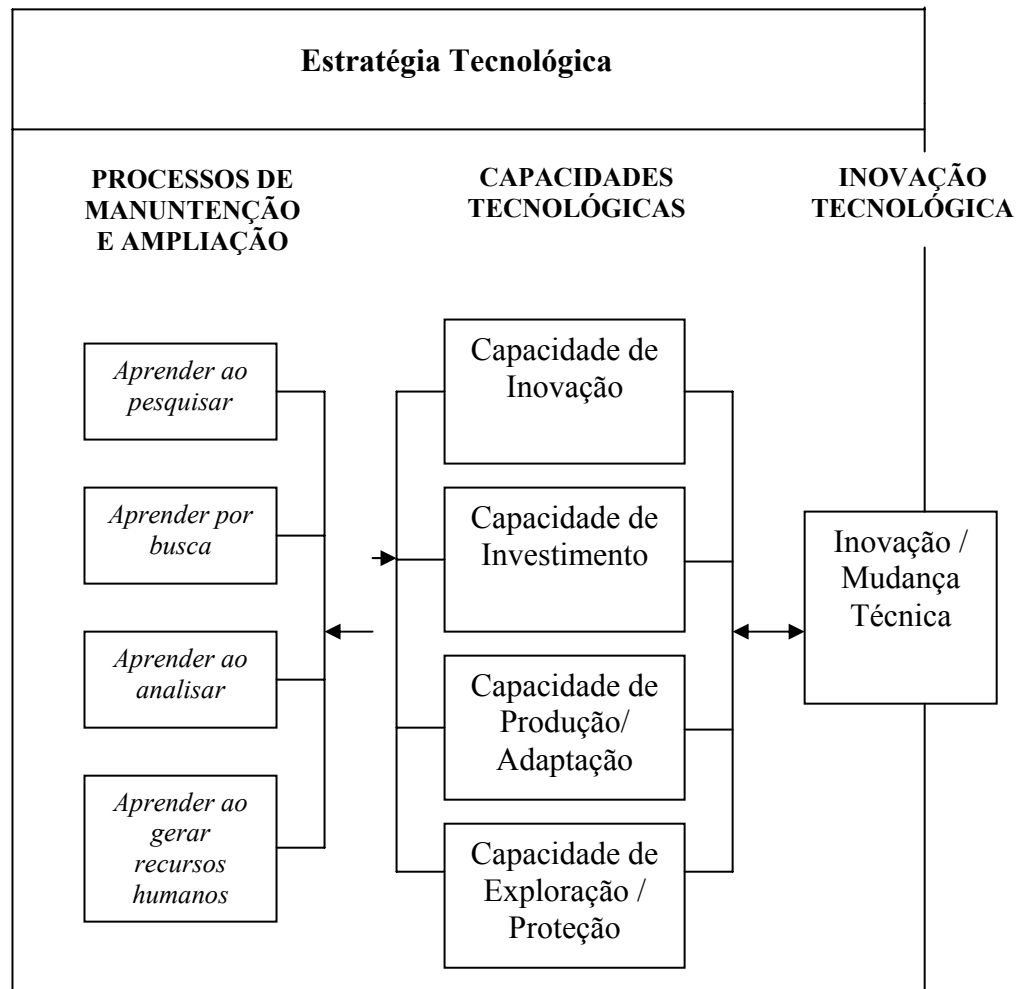 Estratégia Tecnológica
PROCESSOS DE
MANUNTENÇÃO
E AMPLIAÇÃO
CAPACIDADES
TECNOLÓGICAS
INOVAÇÃO
TECNOLÓGICA
Aprender ao
pesquisar
Aprender por
busca
Aprender ao
analisar
Aprender ao
gerar
recursos
humanos
Capacidade de
Inovação
Capacidade de
Investimento
Capacidade de
Produção/
Adaptação
Capacidade de
Exploração /
Proteção
Inovação /
Mudança
Técnica